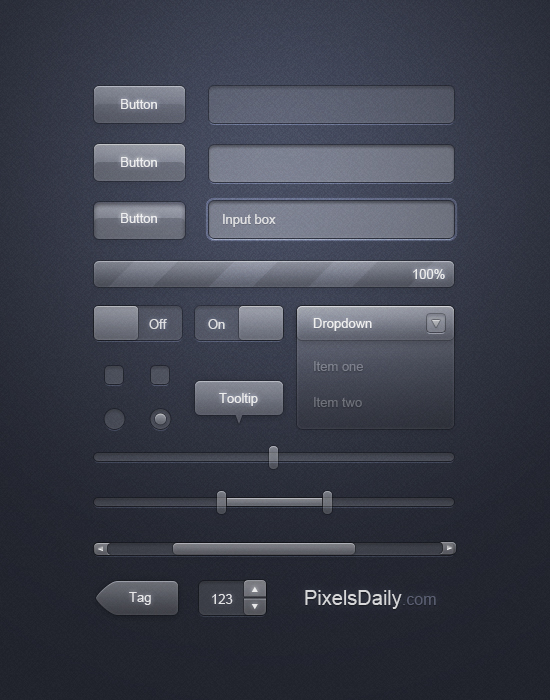 Button
Button
Button
Input box
100%
Off
On
Dropdown
Item one
Item two
Tooltip
Tag
123
PixelsDaily.com